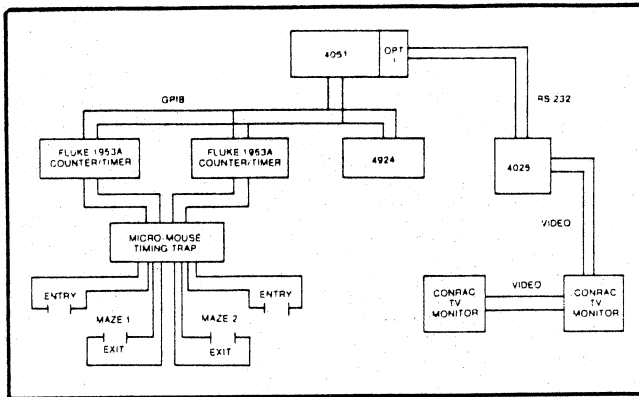 4051
OPT
1
GPIB
RS 232
FLUKE 1953A
COUNTER/TIMER
FLUKE 1953A
COUNTER/TIMER
4924
4025
VIDEO
MICRO-MOUSE
TIMING TRAP
ENTRY
ENTRY
MAZE 1
MAZE 2
EXIT
EXIT
CONRAC
TV
MONITOR
VIDEO
CONRAC
TV
MONITOR